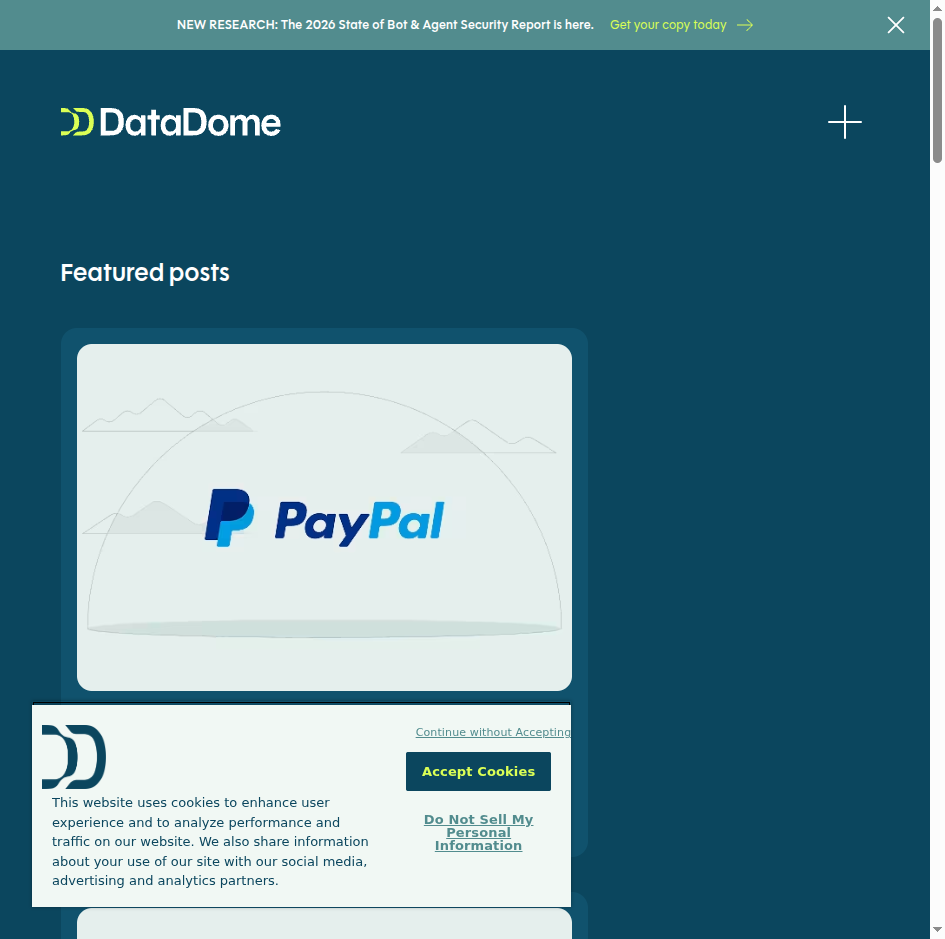 NEW RESEARCH: The 2026 State of Bot & Agent Security Report is here. Get your copy today
DataDome
Featured posts
PayPal
Continue without Accepting
Accept Cookies
This website uses cookies to enhance user
experience and to analyze performance and
traffic on our website. We also share information
about your use of our site with our social media,
advertising and analytics partners.
Do Not Sell My
Personal
Information